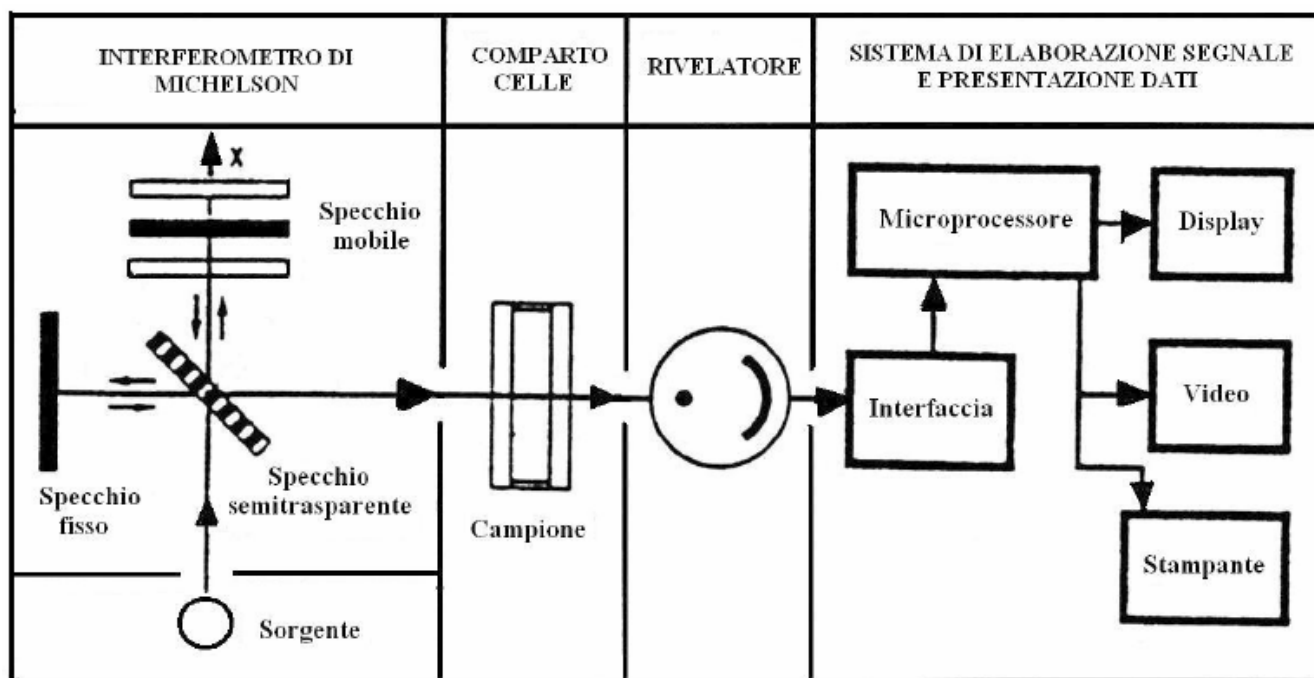 INTERFEROMETRO DI
MICHELSON
COMPARTO
CELLE
RIVELATORE
SISTEMA DI ELABORAZIONE SEGNALE
E PRESENTAZIONE DATI
X
Specchio
mobile
Specchio
fisso
Specchio
semitrasparente
Sorgente
Campione
Microprocessore
Display
Interfaccia
Video
Stampante